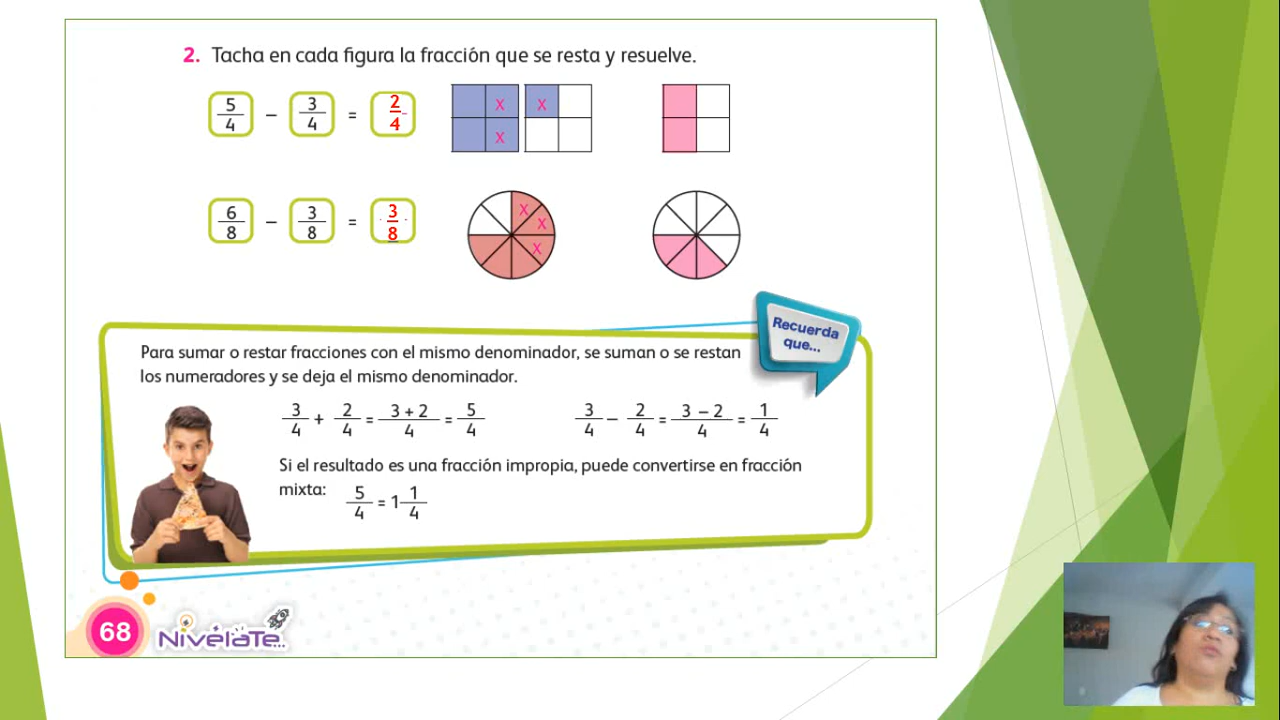 2. Tacha en cada figura la fracción que se resta y resuelve.
5/4 − 3/4 = 2/4
X X
X
6/8 − 3/8 = 3/8
X
X
X
Recuerda
que...
Para sumar o restar fracciones con el mismo denominador, se suman o se restan
los numeradores y se deja el mismo denominador.
3/4 + 2/4 = 3 + 2/4 = 5/4
3/4 − 2/4 = 3 − 2/4 = 1/4
Si el resultado es una fracción impropia, puede convertirse en fracción
mixta: 5/4 = 1 1/4
68 NivélaTe...